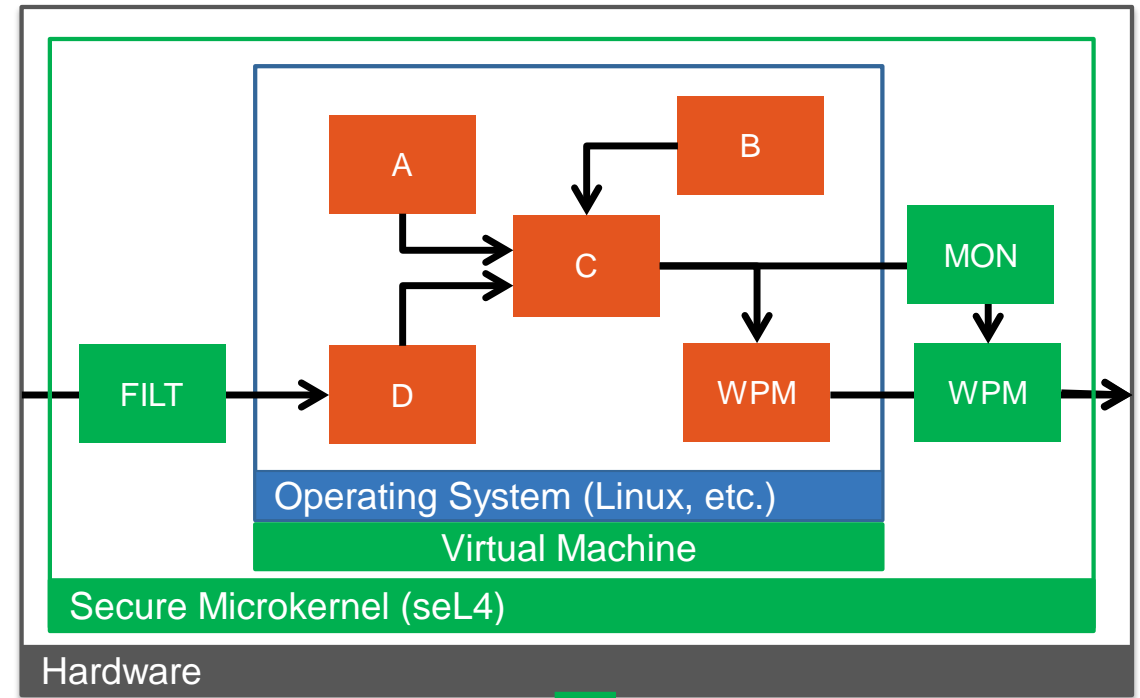 B
A
C
MON
FILT
D
WPM
WPM
Operating System (Linux, etc.)
Virtual Machine
Secure Microkernel (seL4)
Hardware